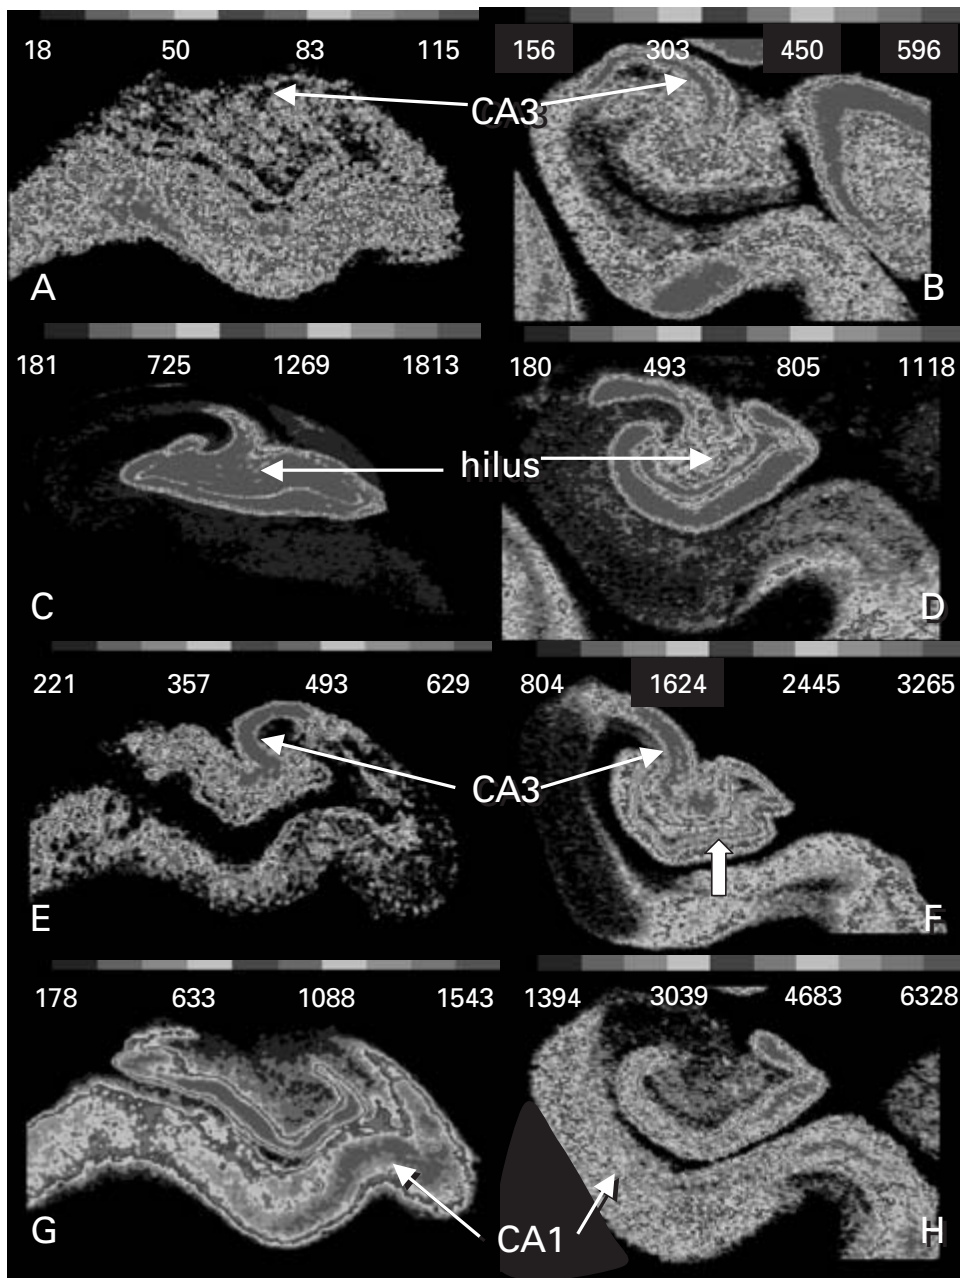 18 50 83 115 156 303 450 596
CA3
A B
181 725 1269 1813 180 493 805 1118
hilus
C D
221 357 493 629 804 1624 2445 3265
CA3
E F
178 633 1088 1543 1394 3039 4683 6328
G CA1 H